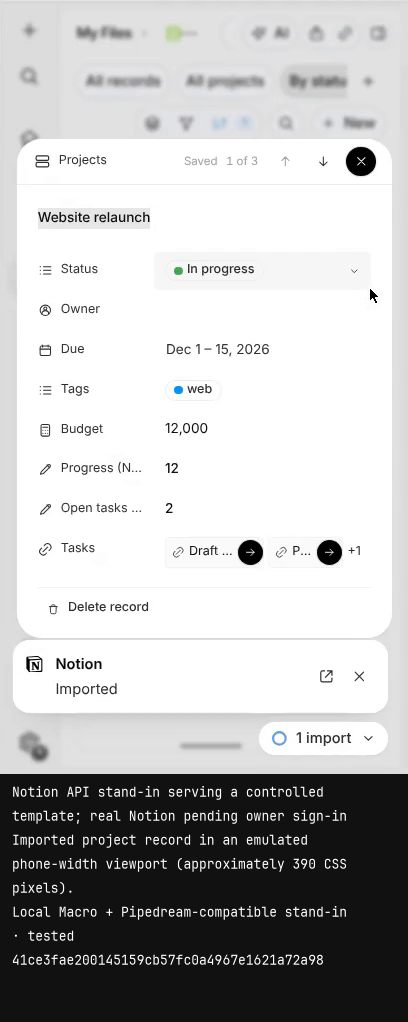 My Files
AI
All records
All projects
By statu
+ New
Projects
Saved 1 of 3
Website relaunch
Status
In progress
Owner
Due
Dec 1 – 15, 2026
Tags
web
Budget
12,000
Progress (N...
12
Open tasks ...
2
Tasks
Draft ...
P...
+1
Delete record
Notion
Imported
1 import
Notion API stand-in serving a controlled
template; real Notion pending owner sign-in
Imported project record in an emulated
phone-width viewport (approximately 390 CSS
pixels).
Local Macro + Pipedream-compatible stand-in
· tested
41ce3fae200145159cb57fc0a4967e1621a72a98